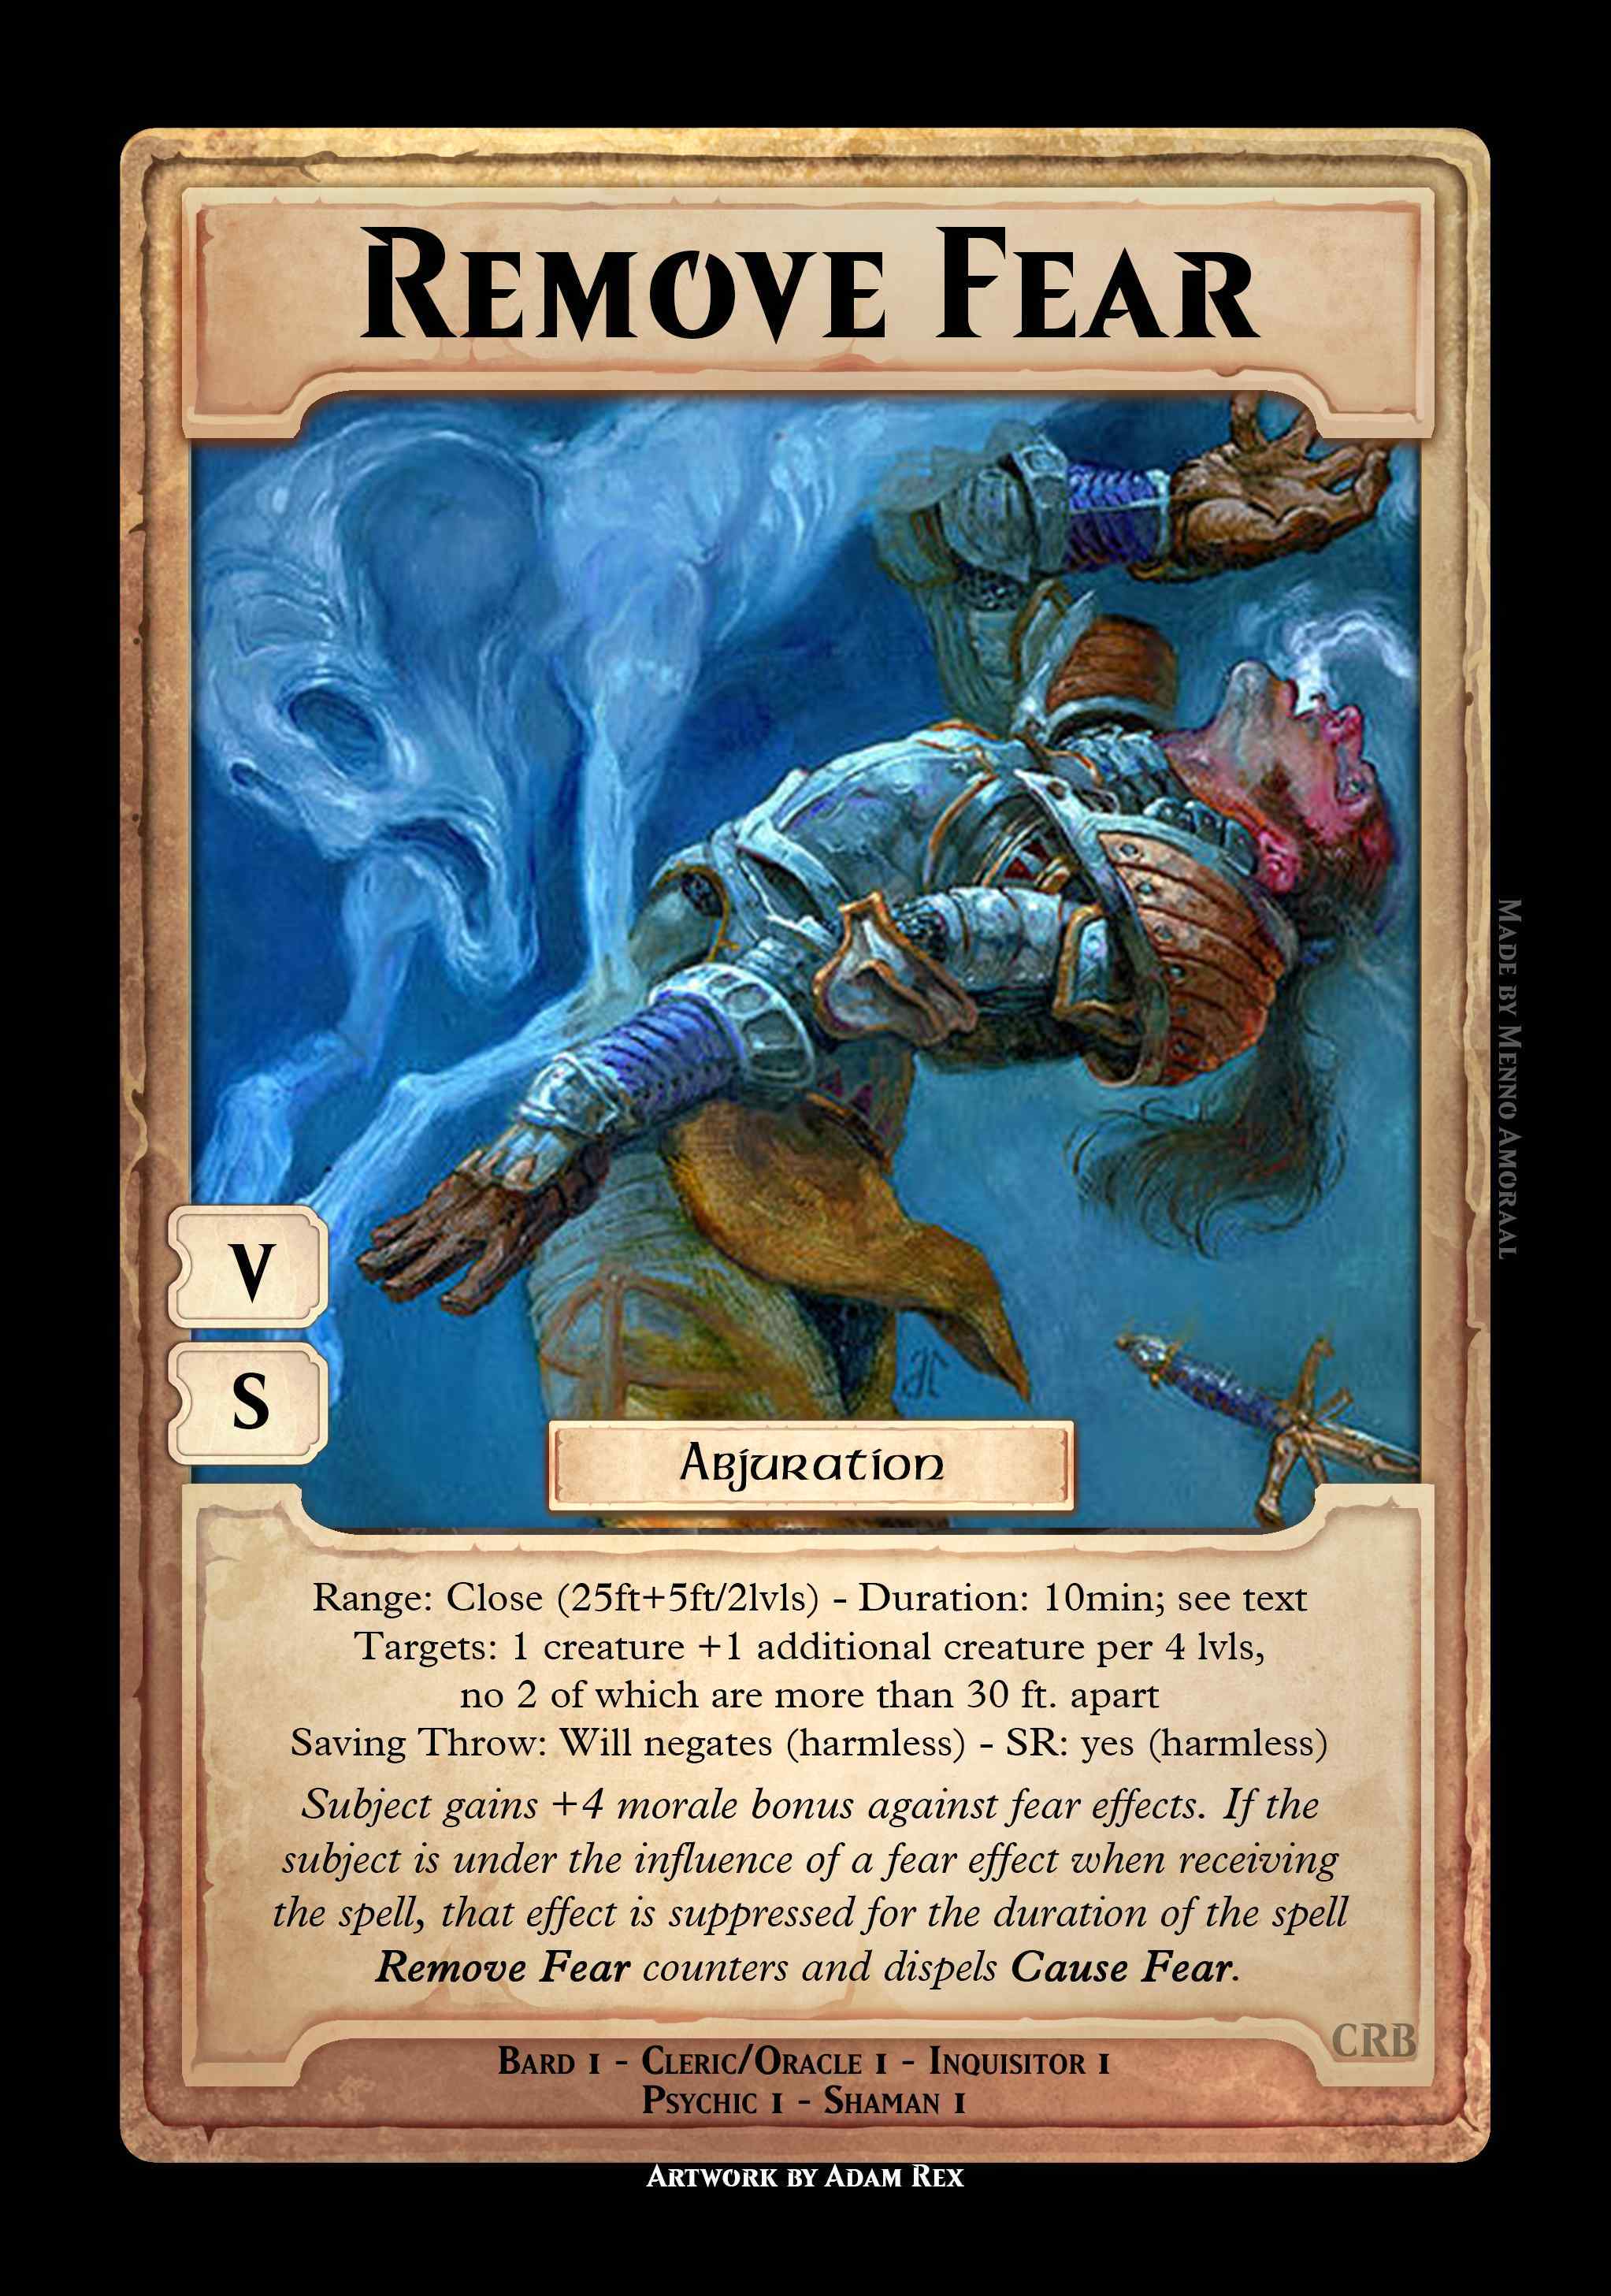 Remove Fear
V
S
Abjuration
Range: Close (25ft+5ft/2lvls) - Duration: 10min; see text
Targets: 1 creature +1 additional creature per 4 lvls,
no 2 of which are more than 30 ft. apart
Saving Throw: Will negates (harmless) - SR: yes (harmless)
Subject gains +4 morale bonus against fear effects. If the
subject is under the influence of a fear effect when receiving
the spell, that effect is suppressed for the duration of the spell
Remove Fear counters and dispels Cause Fear.
CRB
Bard 1 - Cleric/Oracle 1 - Inquisitor 1
Psychic 1 - Shaman 1
Artwork by Adam Rex
Made by Menno Amoraal